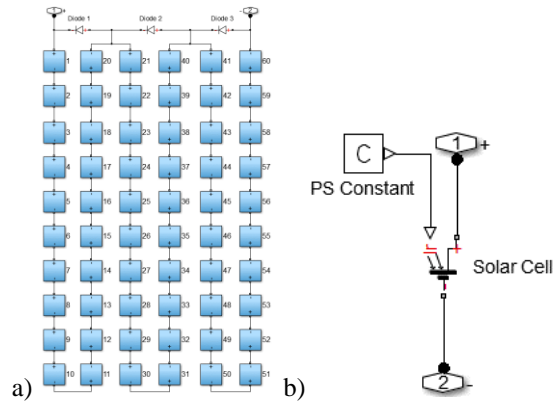 1 + Diode 1 Diode 2 Diode 3 - 2
1 20 21 40 41 60
2 19 22 39 42 59
3 18 23 38 43 58
4 17 24 37 44 57
5 16 25 36 45 56
6 15 26 35 46 55
7 14 27 34 47 54
8 13 28 33 48 53
9 12 29 32 49 52
10 11 30 31 50 51
a)
C
PS Constant
1 +
Solar Cell
2 -
b)